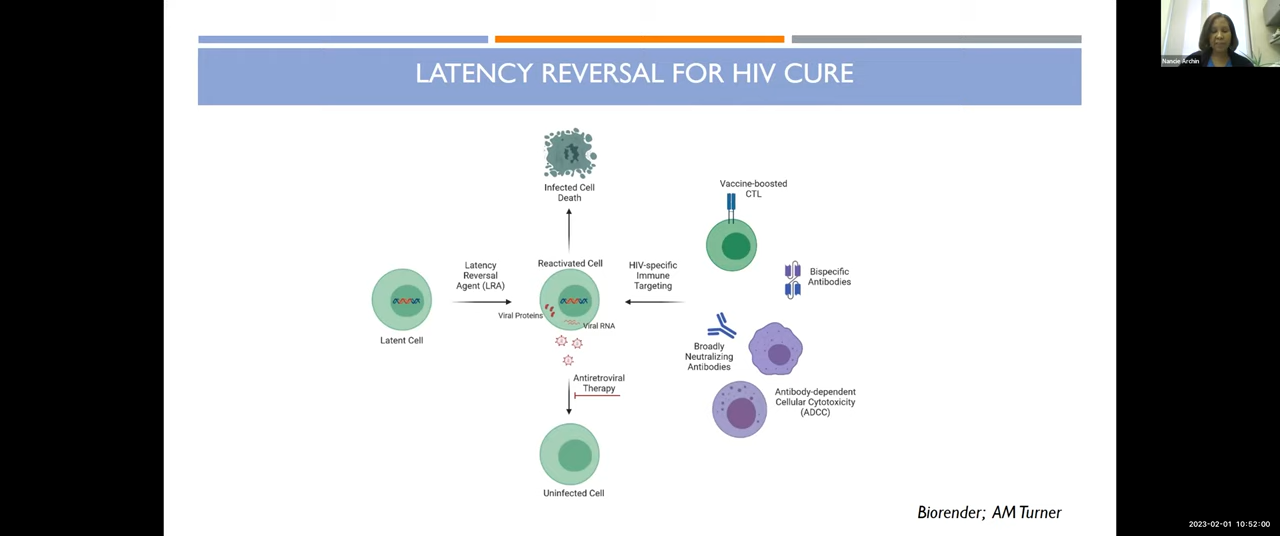 LATENCY REVERSAL FOR HIV CURE
Nancie Archin
Infected Cell
Death
Vaccine-boosted
CTL
Latency
Reversal
Agent (LRA)
Reactivated Cell
HIV-specific
Immune
Targeting
Bispecific
Antibodies
Viral Proteins
Viral RNA
Latent Cell
Broadly
Neutralizing
Antibodies
Antiretroviral
Therapy
Antibody-dependent
Cellular Cytotoxicity
(ADCC)
Uninfected Cell
Biorender; AM Turner
2023-02-01 10:52:00